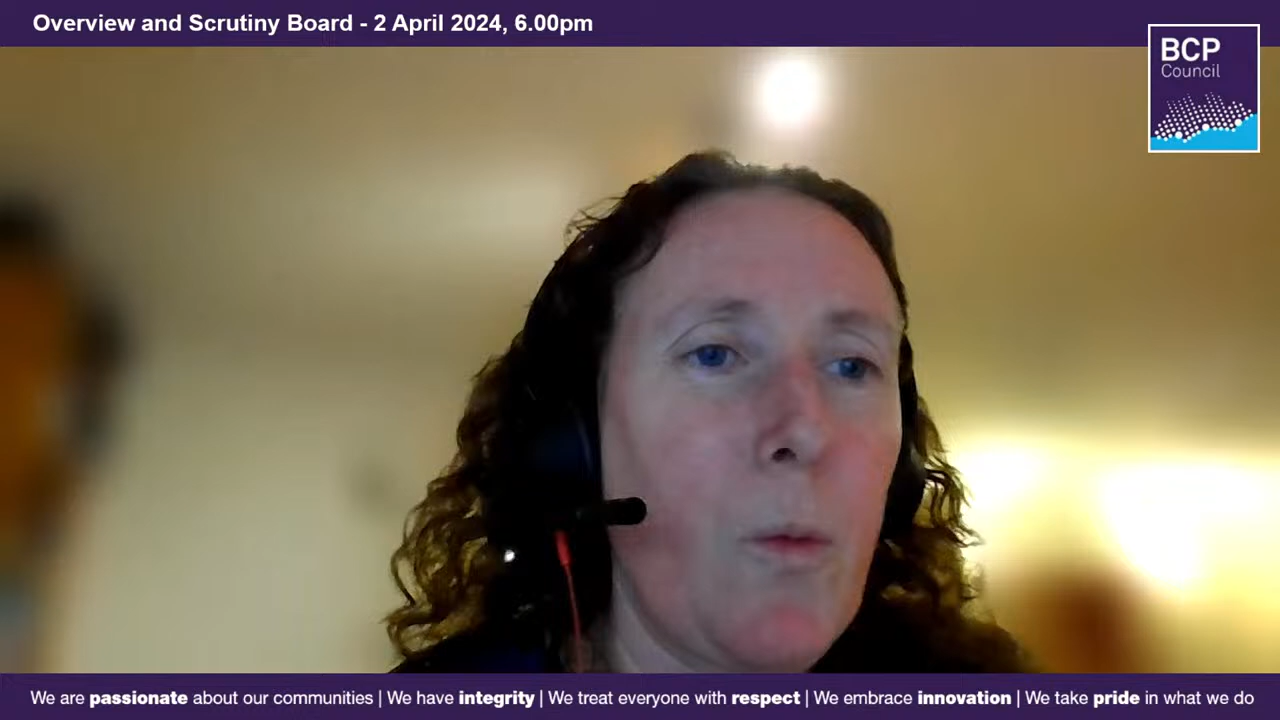 Overview and Scrutiny Board - 2 April 2024, 6.00pm
BCP
Council
We are passionate about our communities | We have integrity | We treat everyone with respect | We embrace innovation | We take pride in what we do